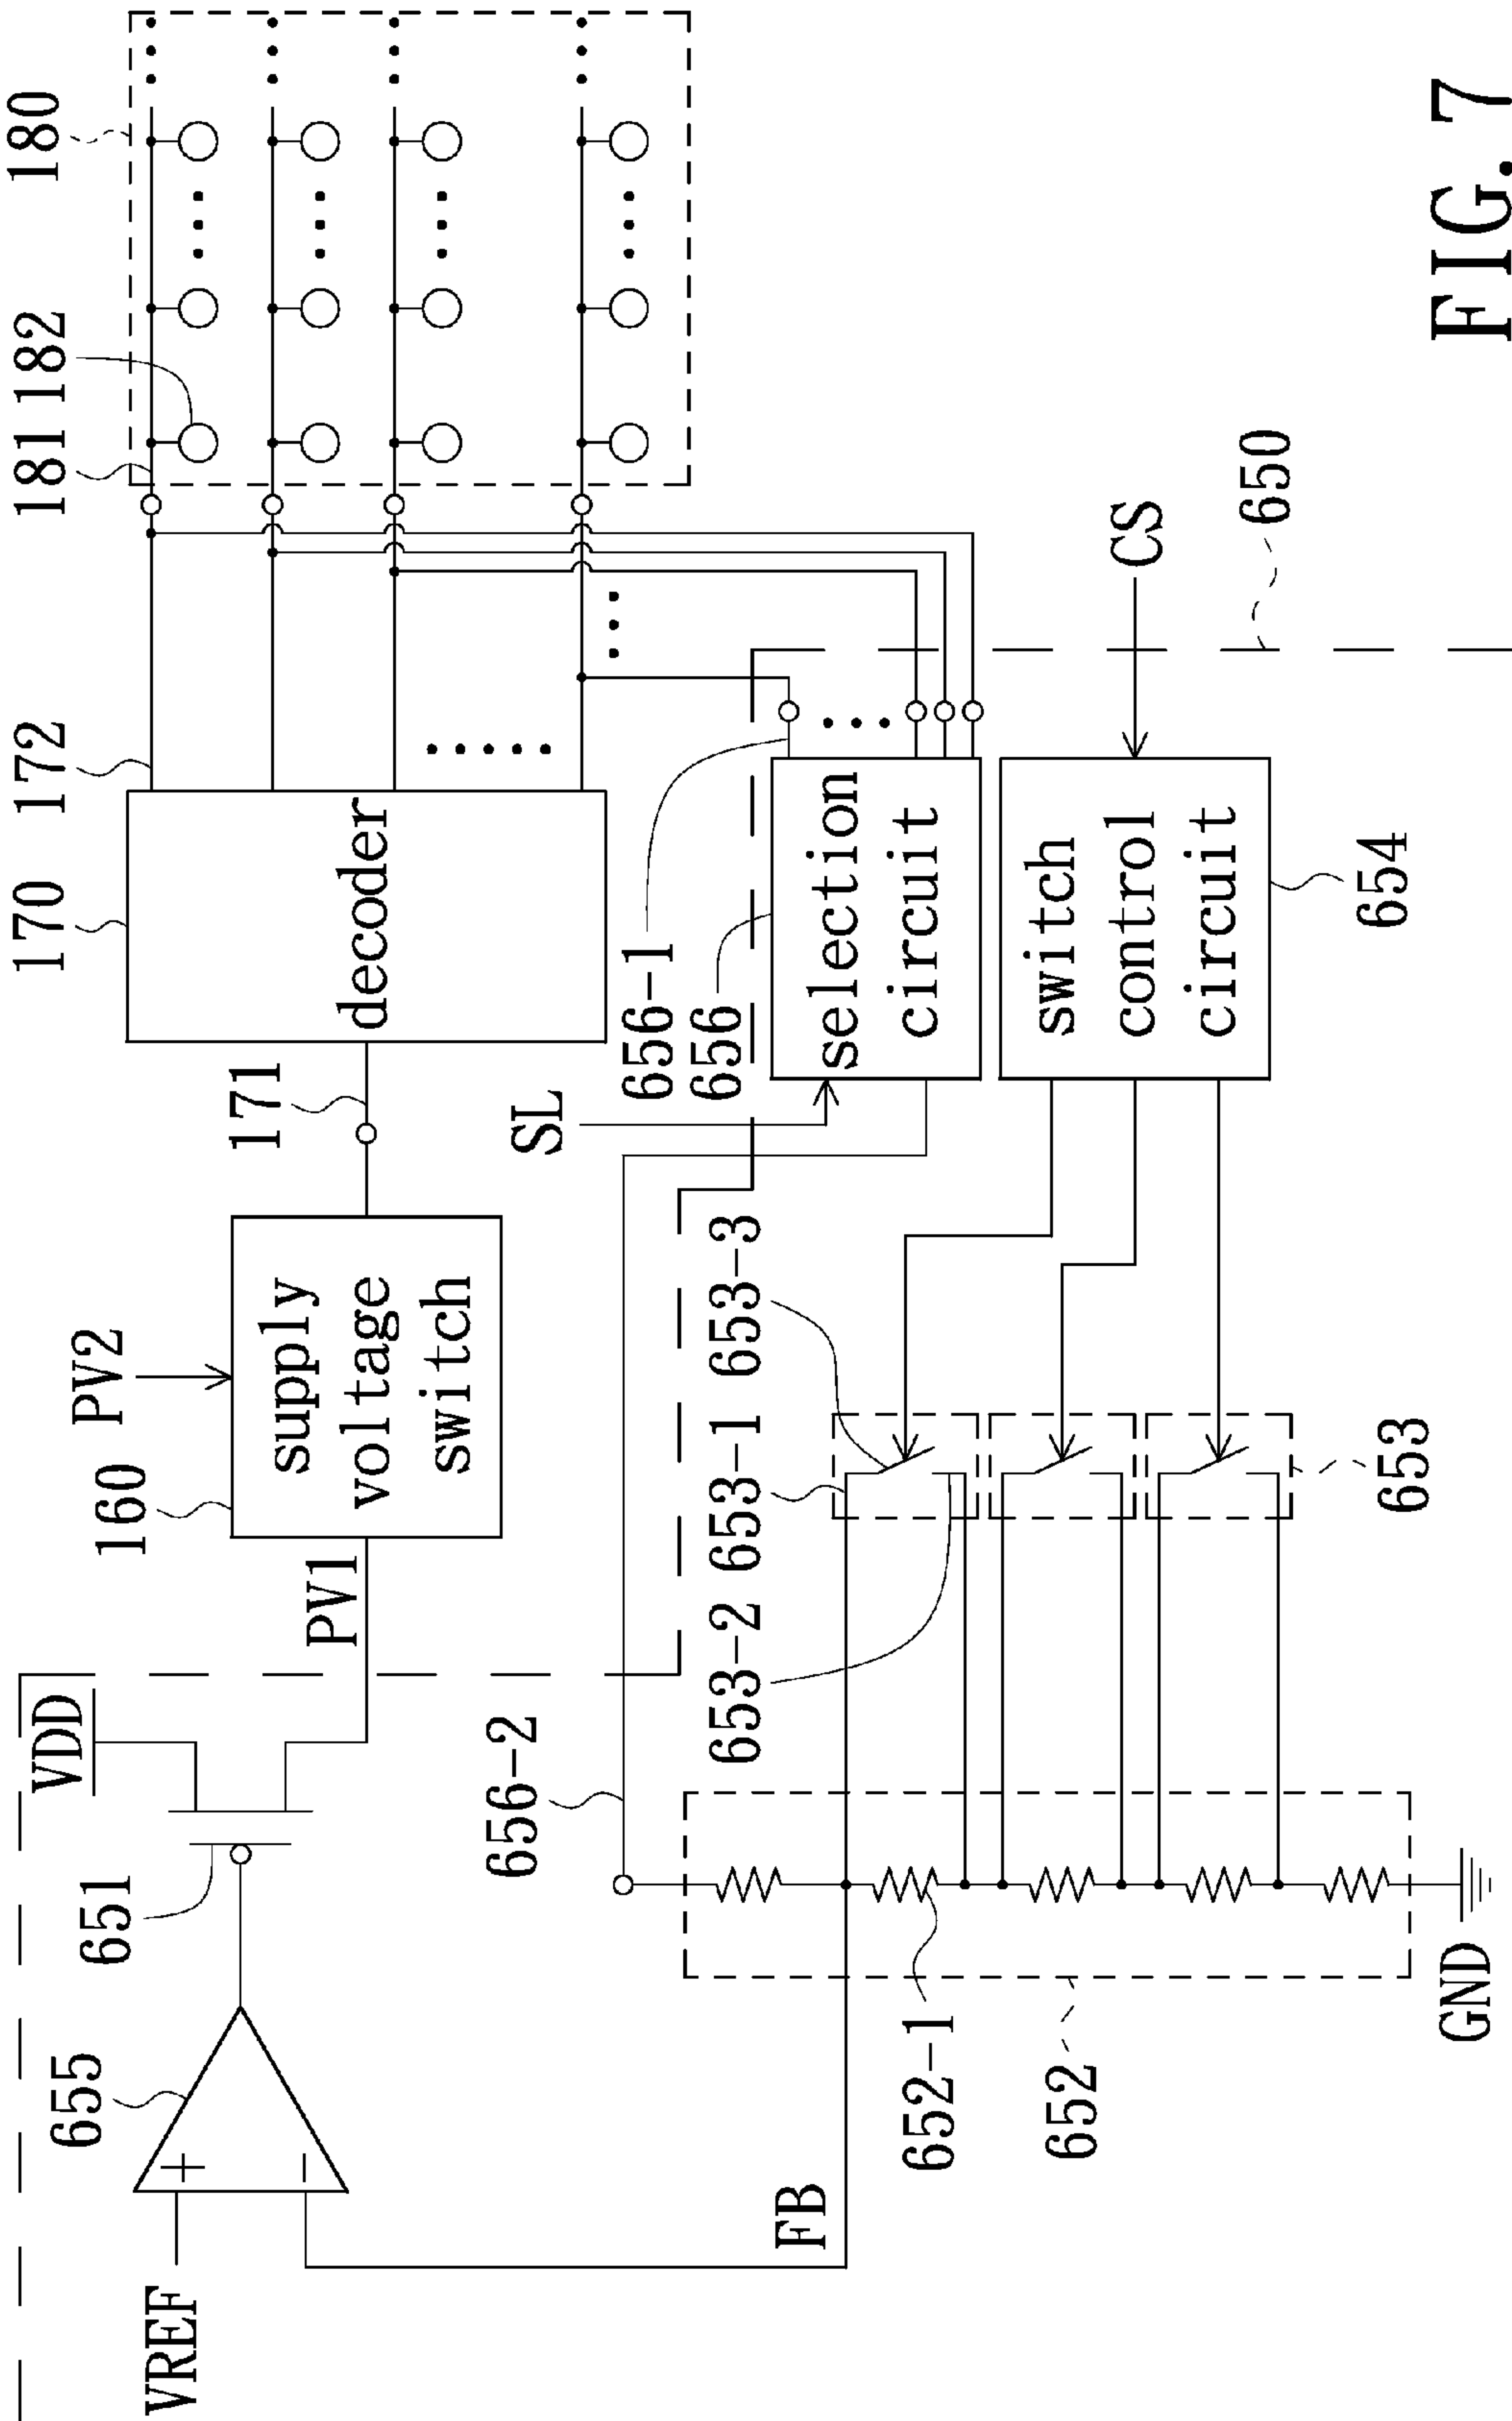 VREF
655
651
VDD
PV1
160
PV2
supply
voltage
switch
171
170
172
decoder
181
182
180
FB
656-2
SL
656-1
656
selection
circuit
653-2
653-1
653-3
652-1
652
GND
653
switch
control
circuit
654
CS
650
FIG. 7